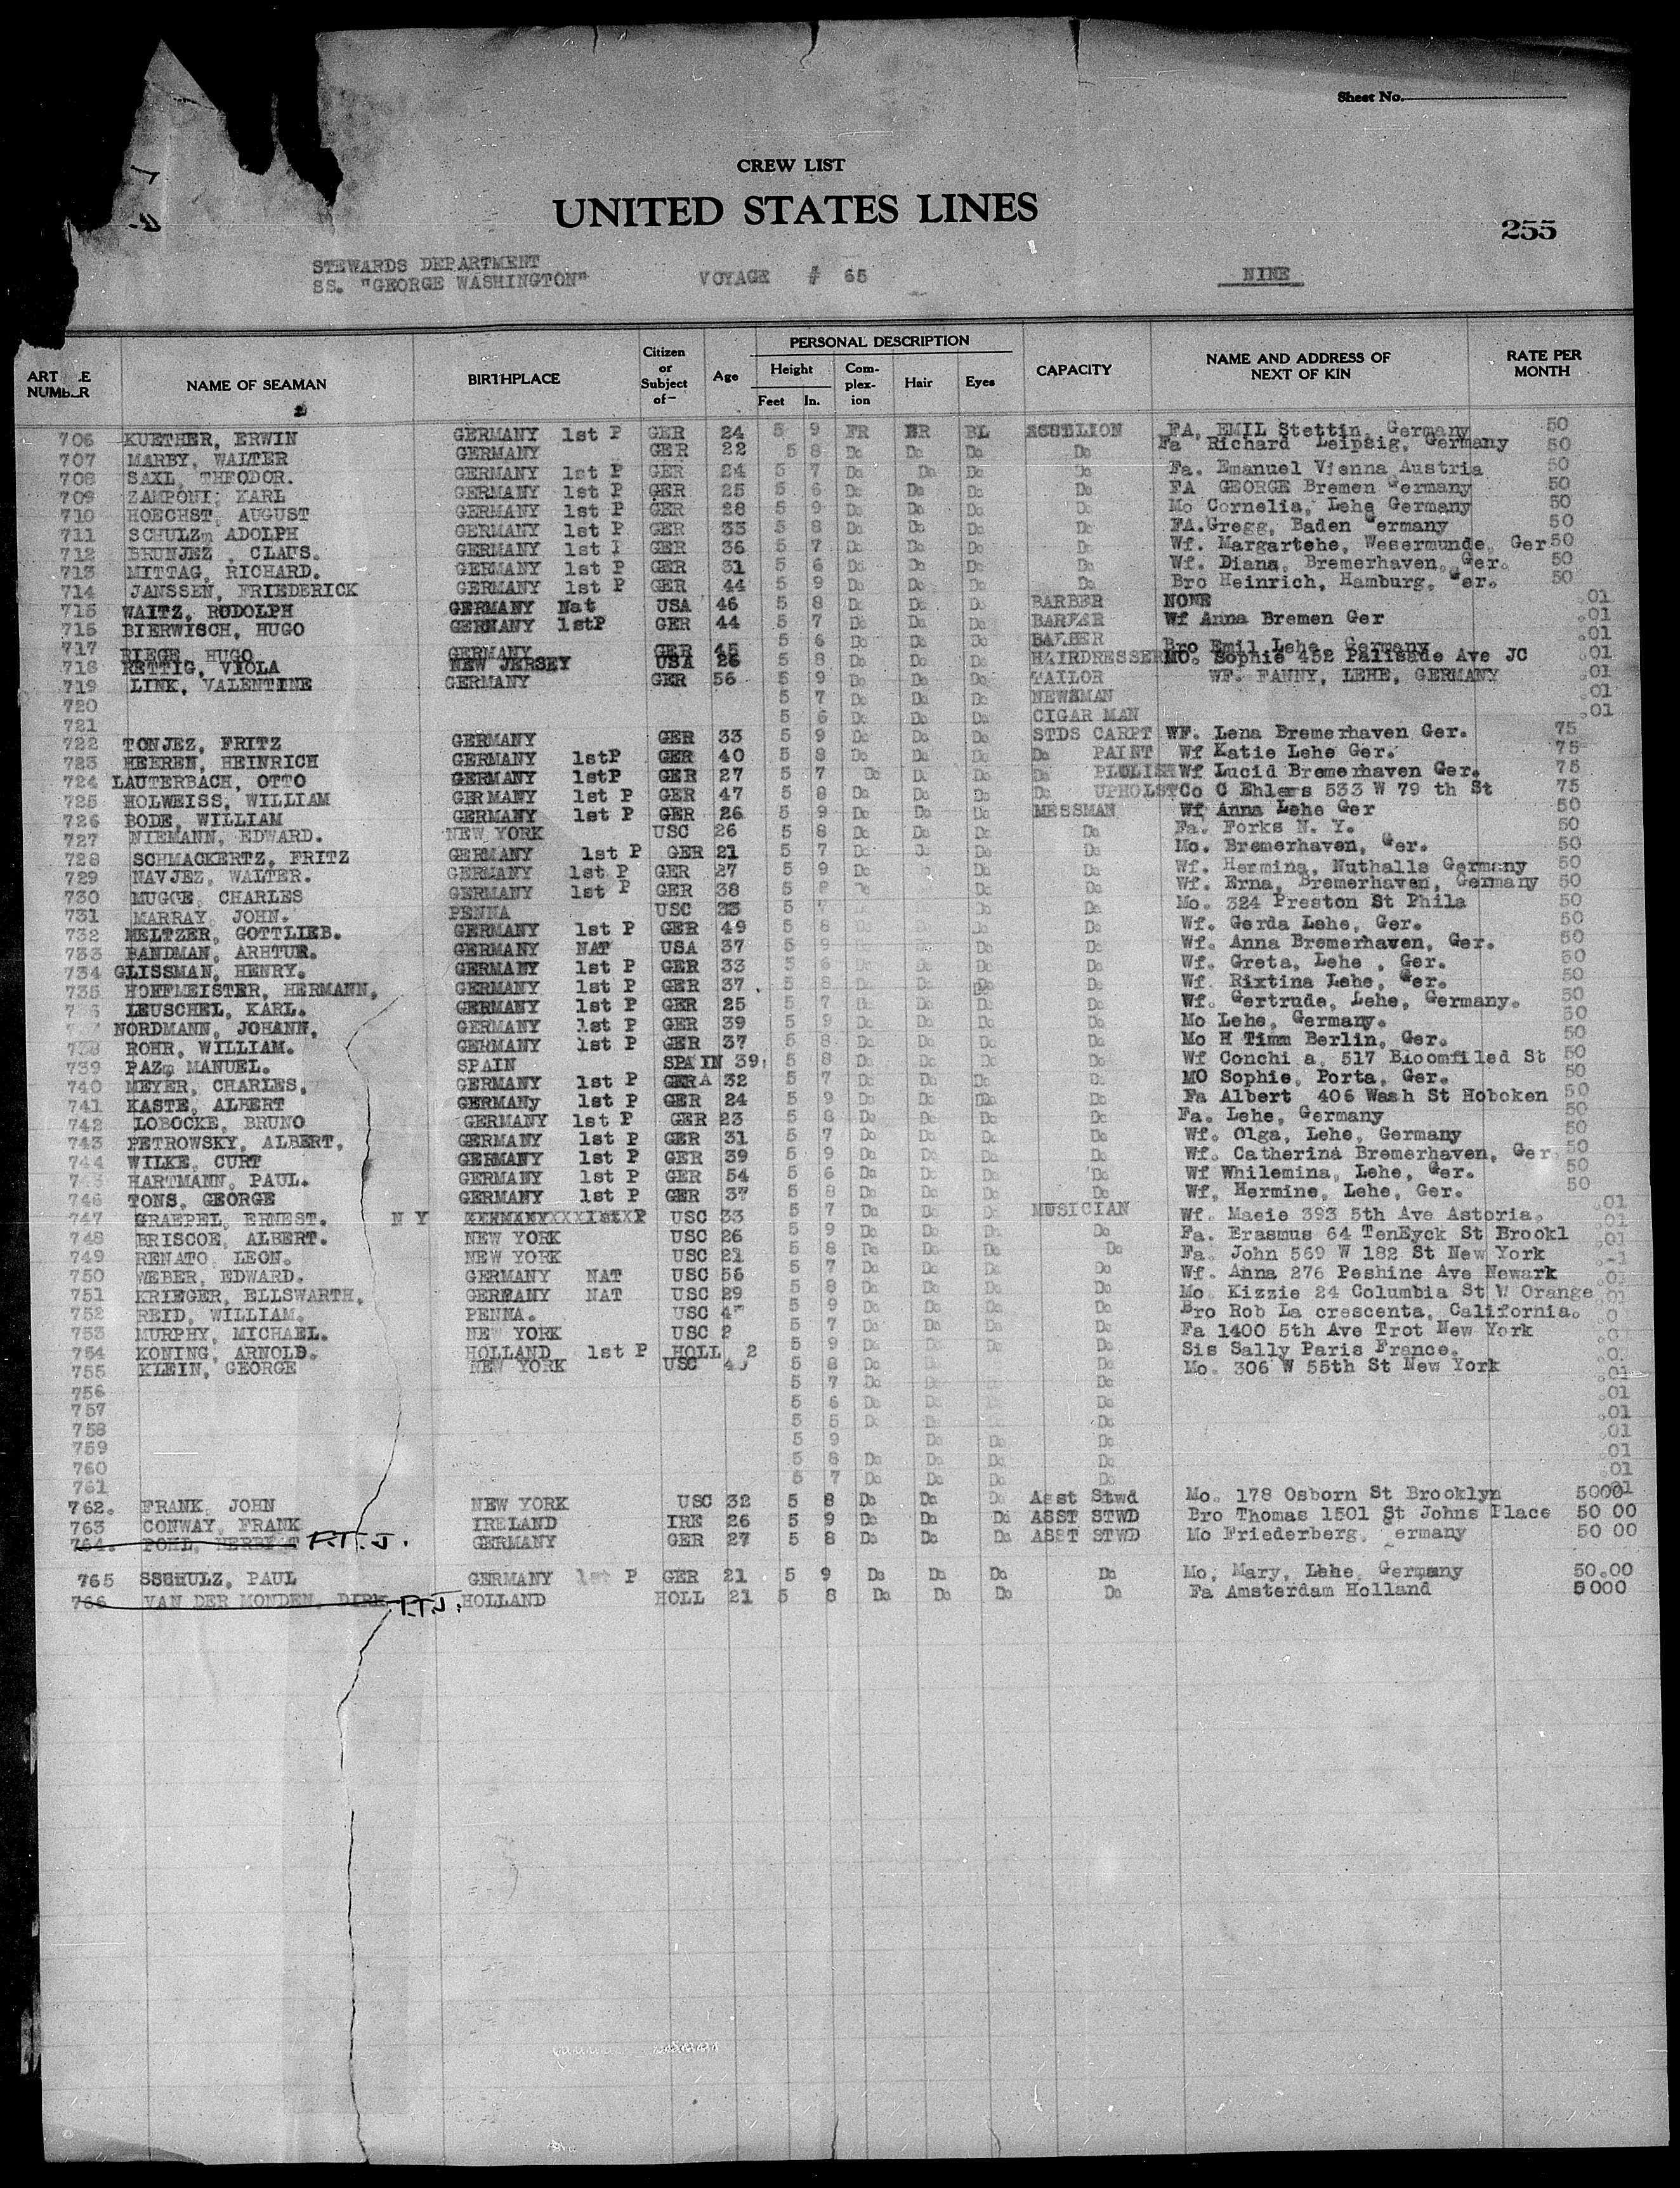 Sheet No.
CREW LIST
UNITED STATES LINES
255
STEWARDS DEPARTMENT
SS. "GEORGE WASHINGTON" VOYAGE # 65 NINE
ART E NUMBER NAME OF SEAMAN BIRTHPLACE Citizen or Subject of— Age PERSONAL DESCRIPTION Height Feet In. Com-plex-ion Hair Eyes CAPACITY NAME AND ADDRESS OF NEXT OF KIN RATE PER MONTH
706 KUETHER, ERWIN GERMANY 1st P GER 24 5 9 FR BR BL FA, EMIL Stettin, Germany 50
707 MARBY, WALTER GERMANY GER 22 5 8 Do Do Do Do Fa Richard Leipsig, Germany 50
708 SAXL, THEODOR. GERMANY 1st P GER 24 5 7 Do Do Do Do Fa. Emanuel Vienna Austria 50
709 ZAMPONI; KARL GERMANY 1st P GER 25 5 6 Do Do Do Do FA GEORGE Bremen Germany 50
710 HOECHST, AUGUST GERMANY 1st P GER 28 5 9 Do Do Do Do Mo Cornelia, Lehe Germany 50
711 SCHULZm ADOLPH GERMANY 1st P GER 33 5 8 Do Do Do Do FA.Gregg, Baden Germany 50
712 BRUNJEZ , CLAUS. GERMANY 1st P GER 36 5 7 Do Do Do Do Wf. Margartehe, Wesermunde, Ger 50
713 MITTAG, RICHARD. GERMANY 1st P GER 31 5 6 Do Do Do Do Wf. Diana, Bremerhaven, Ger. 50
714 JANSSEN, FRIEDERICK GERMANY 1st P GER 44 5 9 Do Do Do Do Bro Heinrich, Hamburg, Ger. 50
715 WAITZ, RUDOLPH GERMANY Nat USA 46 5 8 Do Do Do BARBER NONE .01
716 BIERWISCH, HUGO GERMANY 1stP GER 44 5 7 Do Do Do BARBER Wf Anna Bremen Ger .01
717 RIEGE, HUGO GERMANY GER 45 5 6 Do Do Do BARBER Bro Emil Lehe, Germany .01
718 RETTIG, VIOLA NEW JERSEY USA 26 5 8 Do Do Do HAIRDRESSER MO. Sophie 452 Palisade Ave JC .01
719 LINK, VALENTINE GERMANY GER 56 5 9 Do Do Do TAILOR WF. FANNY, LEHE, GERMANY .01
720 5 7 Do Do Do NEWSMAN .01
721 5 6 Do Do Do CIGAR MAN .01
722 TONJEZ, FRITZ GERMANY GER 33 5 9 Do Do Do STDS CARPT WF. Lena Bremerhaven Ger. 75
723 HEEREN, HEINRICH GERMANY 1stP GER 40 5 8 Do Do Do Do PAINT Wf Katie Lehe Ger. 75
724 LAUTERBACH, OTTO GERMANY 1stP GER 27 5 7 Do Do Do Do Wf Lucid Bremerhaven Ger. 75
725 HOLWEISS, WILLIAM GERMANY 1st P GER 47 5 8 Do Do Do Do UPHOLST Co C Ehlers 533 W 79 th St 75
726 BODE, WILLIAM GERMANY 1st P GER 26 5 9 Do Do Do MESSMAN Wf Anna Lehe Ger 50
727 NIEMANN, EDWARD. NEW YORK USC 26 5 8 Do Do Do Do Fa. Forks N. Y. 50
728 SCHMACKERTZ, FRITZ GERMANY 1st P GER 21 5 7 Do Do Do Do Mo. Bremerhaven, Ger. 50
729 NAVJEZ, WALTER. GERMANY 1st P GER 27 5 9 Do Do Do Wf. Hermina, Nuthalls Germany 50
730 MUGGE, CHARLES GERMANY 1st P GER 38 5 8 Do Do Do Wf. Erna, Bremerhaven, Germany 50
731 MARRAY, JOHN. PENNA USC 33 5 7 Do Do Mo. 324 Preston St Phila 50
732 MELTZER, GOTTLIEB. GERMANY 1st P GER 49 5 8 Do Do Wf. Gerda Lehe, Ger. 50
733 BANDMAN, ARHTUR. GERMANY NAT USA 37 5 9 Do Do Wf. Anna Bremerhaven, Ger. 50
734 GLISSMAN, HENRY. GERMANY 1st P GER 33 5 6 Do Do Do Wf. Greta, Lehe , Ger. 50
735 HOFFMEISTER, HERMANN, GERMANY 1st P GER 37 5 8 Do Do Do Do Wf. Rixtina Lehe, Ger. 50
LEUSCHEL, KARL. GERMANY 1st P GER 25 5 7 Do Do Do Do Wf. Gertrude, Lehe, Germany. 50
NORDMANN, JOHANN, GERMANY 1st P GER 39 5 9 Do Do Do Do Mo Lehe, Germany. 50
738 ROHR, WILLIAM. GERMANY 1st P GER 37 5 8 Do Do Do Do Mo H Timm Berlin, Ger. 50
739 PAZm MANUEL. SPAIN SPAIN 39 5 8 Do Do Do Do Wf Conchi a, 517 Bloomfiled St 50
740 MEYER, CHARLES, GERMANY 1st P GERA 32 5 7 Do Do Do Do MO Sophie, Porta, Ger. 50
741 KASTE, ALBERT GERMANy 1st P GER 24 5 9 Do Do Do Do Fa Albert 406 Wash St Hoboken 50
742 LOBOCKE, BRUNO GERMANY 1st P GER 23 5 8 Do Do Do Do Fa. Lehe, Germany 50
743 PETROWSKY, ALBERT, GERMANY 1st P GER 31 5 7 Do Do Do Do Wf. Olga, Lehe, Germany 50
744 WILKE, CURT GERMANY 1st P GER 39 5 9 Do Do Do Do Wf. Catherina Bremerhaven, Ger 50
745 HARTMANN, PAUL. GERMANY 1st P GER 54 5 6 Do Do Do Do Wf Whilemina, Lehe, Ger. 50
746 TONS, GEORGE GERMANY 1st P GER 37 5 8 Do Do Do Do Wf, Hermine, Lehe, Ger. 50
747 GRAEPEL, ERNEST. N Y USC 33 5 7 Do Do Do MUSICIAN Wf. Maeie 393 5th Ave Astoria. .01
748 BRISCOE, ALBERT. NEW YORK USC 26 5 9 Do Do Do Do Fa. Erasmus 64 TenEyck St Brookl .01
749 RENATO, LEON. NEW YORK USC 21 5 8 Do Do Do Do Fa. John 569 W 182 St New York .01
750 WEBER, EDWARD. GERMANY NAT USC 56 5 7 Do Do Do Do Wf. Anna 276 Peshine Ave Newark
751 KRIEGER, ELLSWARTH, GERMANY NAT USC 29 5 8 Do Do Do Do Mo. Kizzie 24 Columbia St W Orange
752 REID, WILLIAM. PENNA. USC 5 9 Do Do Do Do Bro Rob La crescenta, California. .01
753 MURPHY, MICHAEL. NEW YORK USC 2 5 7 Do Do Do Do Fa 1400 5th Ave Trot New York
754 KONING, ARNOLD. HOLLAND 1st P HOLL 2 5 9 Do Do Do Do Sis Sally Paris France.
755 KLEIN, GEORGE NEW YORK USC 5 8 Do Do Do Mo. 306 W 55th St New York
756 5 7 Do Do Do .01
757 5 6 Do Do Do .01
758 5 5 Do Do Do .01
759 5 9 Do Do Do .01
760 5 8 Do Do Do Do .01
761 5 7 Do Do Do Do .01
762. FRANK, JOHN NEW YORK USC 32 5 8 Do Do Do Asst Stwd Mo. 178 Osborn St Brooklyn
763 CONWAY, FRANK IRELAND IRE 26 5 9 Do Do Do ASST STWD Bro Thomas 1501 St Johns Place 50 00
764. POHL, HERBERT F.T.J. GERMANY GER 27 5 8 Do Do Do ASST STWD Mo Friederberg, Germany 50 00
765 SSCHULZ, PAUL GERMANY 1st P GER 21 5 9 Do Do Do Do Mo, Mary, Lehe, Germany 50.00
766 VAN DER MONDEN, DIRK F.T.J. HOLLAND HOLL 21 5 8 Do Do Do Do Fa Amsterdam Holland 5000